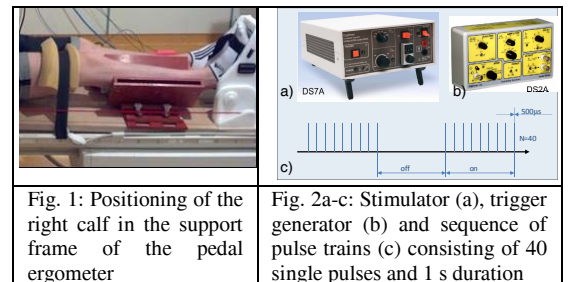 a)
DS7A
b)
DS2A
500μs
N=40
off
on
c)
Fig. 1: Positioning of the
right calf in the support
frame of the pedal
ergometer
Fig. 2a-c: Stimulator (a), trigger
generator (b) and sequence of
pulse trains (c) consisting of 40
single pulses and 1 s duration